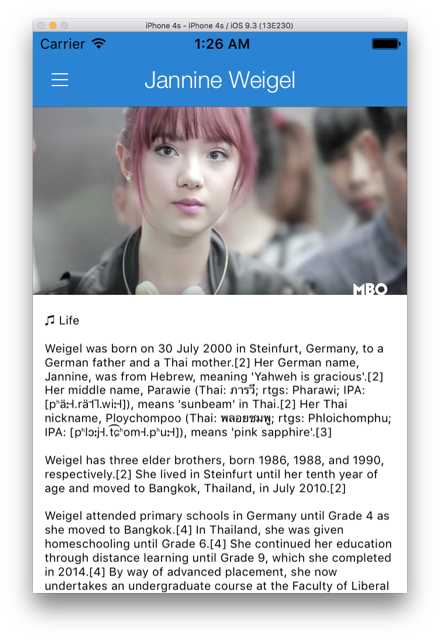 iPhone 4s - iPhone 4s / iOS 9.3 (13E230)
Carrier 1:26 AM
Jannine Weigel
MBO
♫ Life
Weigel was born on 30 July 2000 in Steinfurt, Germany, to a
German father and a Thai mother.[2] Her German name,
Jannine, was from Hebrew, meaning 'Yahweh is gracious'.[2]
Her middle name, Parawie (Thai: ภารวี; rtgs: Pharawi; IPA:
means 'sunbeam' in Thai.[2] Her Thai
nickname, Ploychompoo (Thai: พลอยชมพู; rtgs: Phloichomphu;
IPA: means 'pink sapphire'.[3]
Weigel has three elder brothers, born 1986, 1988, and 1990,
respectively.[2] She lived in Steinfurt until her tenth year of
age and moved to Bangkok, Thailand, in July 2010.[2]
Weigel attended primary schools in Germany until Grade 4 as
she moved to Bangkok.[4] In Thailand, she was given
homeschooling until Grade 6.[4] She continued her education
through distance learning until Grade 9, which she completed
in 2014.[4] By way of advanced placement, she now
undertakes an undergraduate course at the Faculty of Liberal